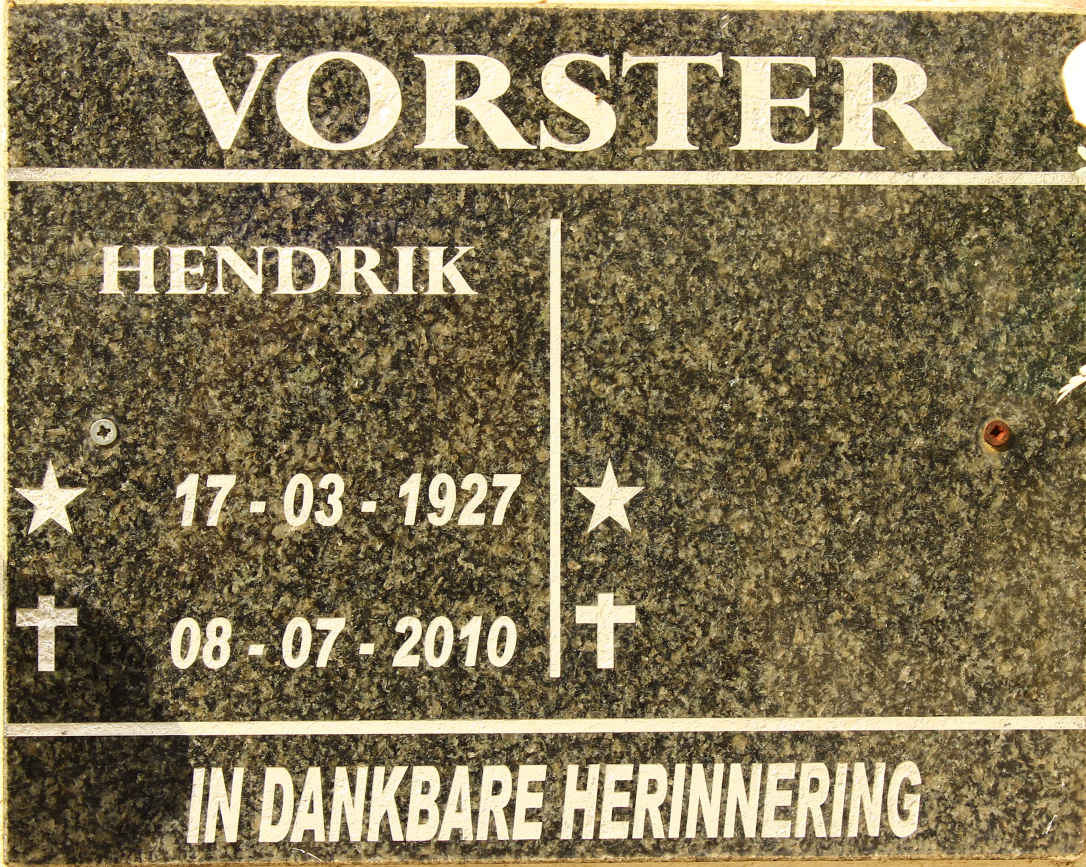 VORSTER
HENDRIK
17 - 03 - 1927
08 - 07 - 2010
IN DANKBARE HERINNERING